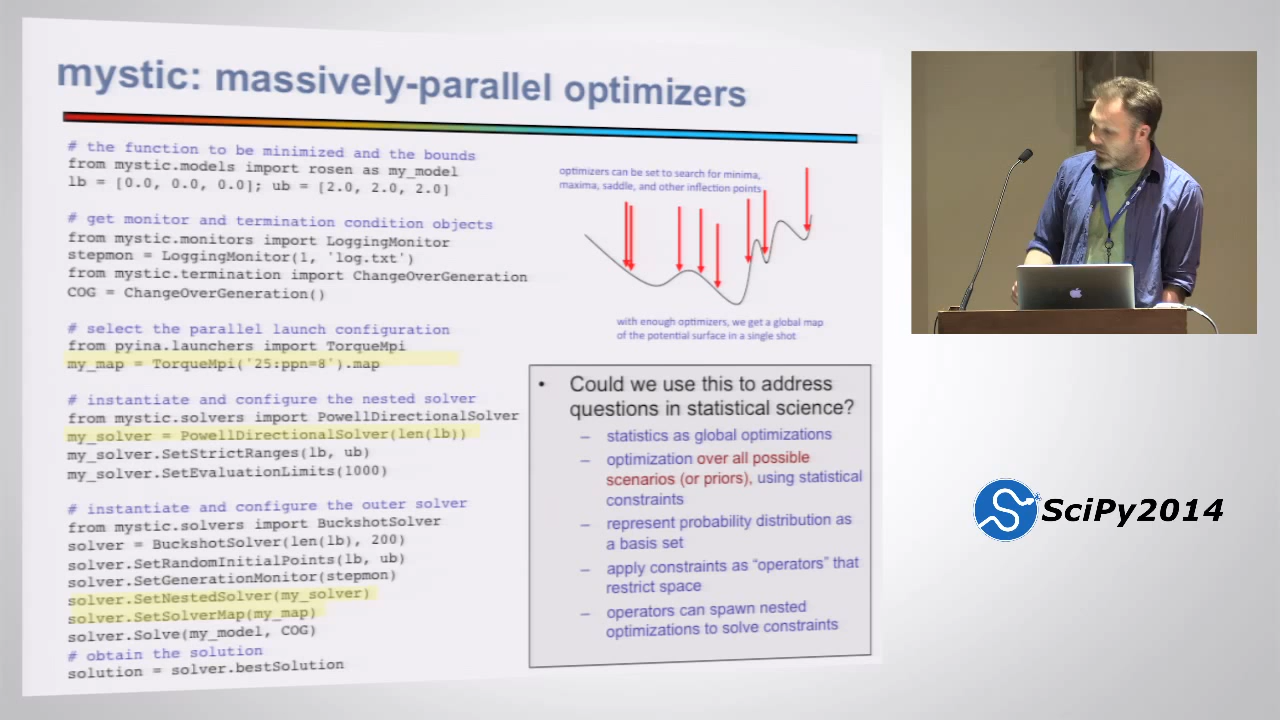 mystic: massively-parallel optimizers
# the function to be minimized and the bounds
from mystic.models import rosen as my_model
lb = [0.0, 0.0, 0.0]; ub = [2.0, 2.0, 2.0]
# get monitor and termination condition objects
from mystic.monitors import LoggingMonitor
stepmon = LoggingMonitor(1, 'log.txt')
from mystic.termination import ChangeOverGeneration
COG = ChangeOverGeneration()
# select the parallel launch configuration
from pyina.launchers import TorqueMpi
my_map = TorqueMpi('25:ppn=8').map
# instantiate and configure the nested solver
from mystic.solvers import PowellDirectionalSolver
my_solver = PowellDirectionalSolver(len(lb))
my_solver.SetStrictRanges(lb, ub)
my_solver.SetEvaluationLimits(1000)
# instantiate and configure the outer solver
from mystic.solvers import BuckshotSolver
solver = BuckshotSolver(len(lb), 200)
solver.SetRandomInitialPoints(lb, ub)
solver.SetGenerationMonitor(stepmon)
solver.SetNestedSolver(my_solver)
solver.SetSolverMap(my_map)
solver.Solve(my_model, COG)
# obtain the solution
solution = solver.bestSolution
optimizers can be set to search for minima,
maxima, saddle, and other inflection points
with enough optimizers, we get a global map
of the potential surface in a single shot
• Could we use this to address
questions in statistical science?
– statistics as global optimizations
– optimization over all possible
scenarios (or priors), using statistical
constraints
– represent probability distribution as
a basis set
– apply constraints as “operators” that
restrict space
– operators can spawn nested
optimizations to solve constraints
SciPy2014